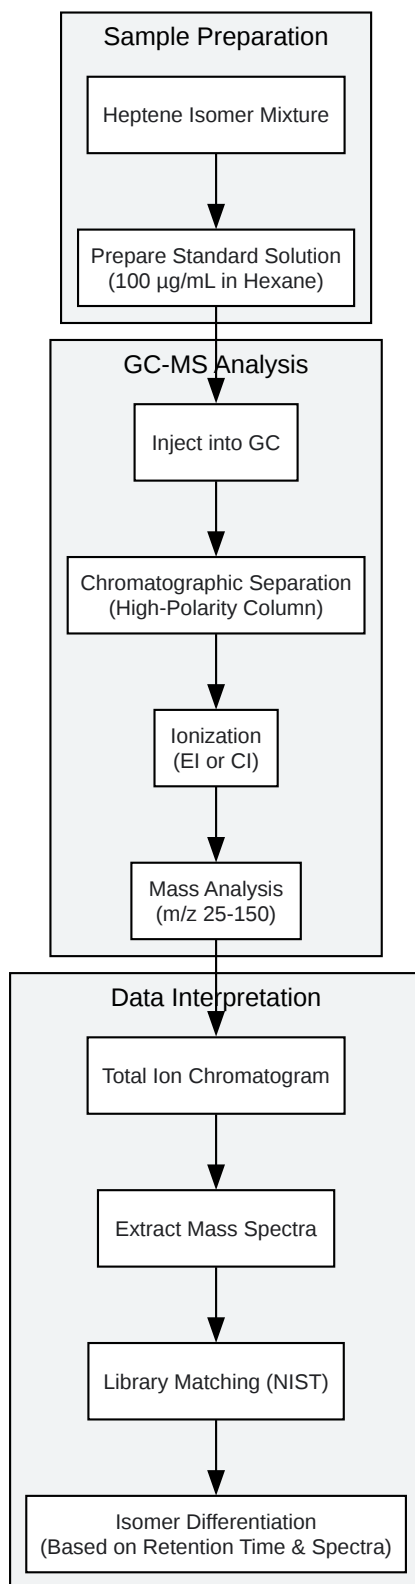 Sample Preparation
Heptene Isomer Mixture
Prepare Standard Solution
(100 µg/mL in Hexane)
GC-MS Analysis
Inject into GC
Chromatographic Separation
(High-Polarity Column)
Ionization
(EI or CI)
Mass Analysis
(m/z 25-150)
Data Interpretation
Total Ion Chromatogram
Extract Mass Spectra
Library Matching (NIST)
Isomer Differentiation
(Based on Retention Time & Spectra)